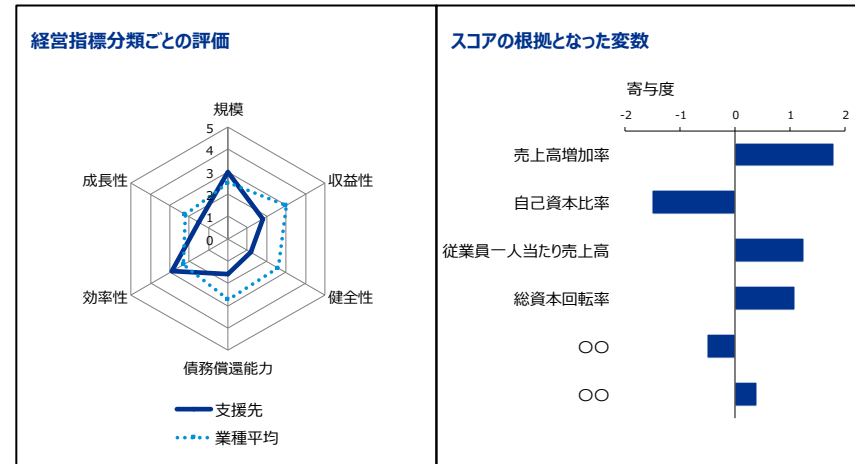 経営指標分類ごとの評価
規模
5
4
3
2
1
0
成長性
収益性
効率性
健全性
債務償還能力
支援先
業種平均
スコアの根拠となった変数
寄与度
-2 -1 0 1 2
売上高増加率
自己資本比率
従業員一人当たり売上高
総資本回転率
〇〇
〇〇